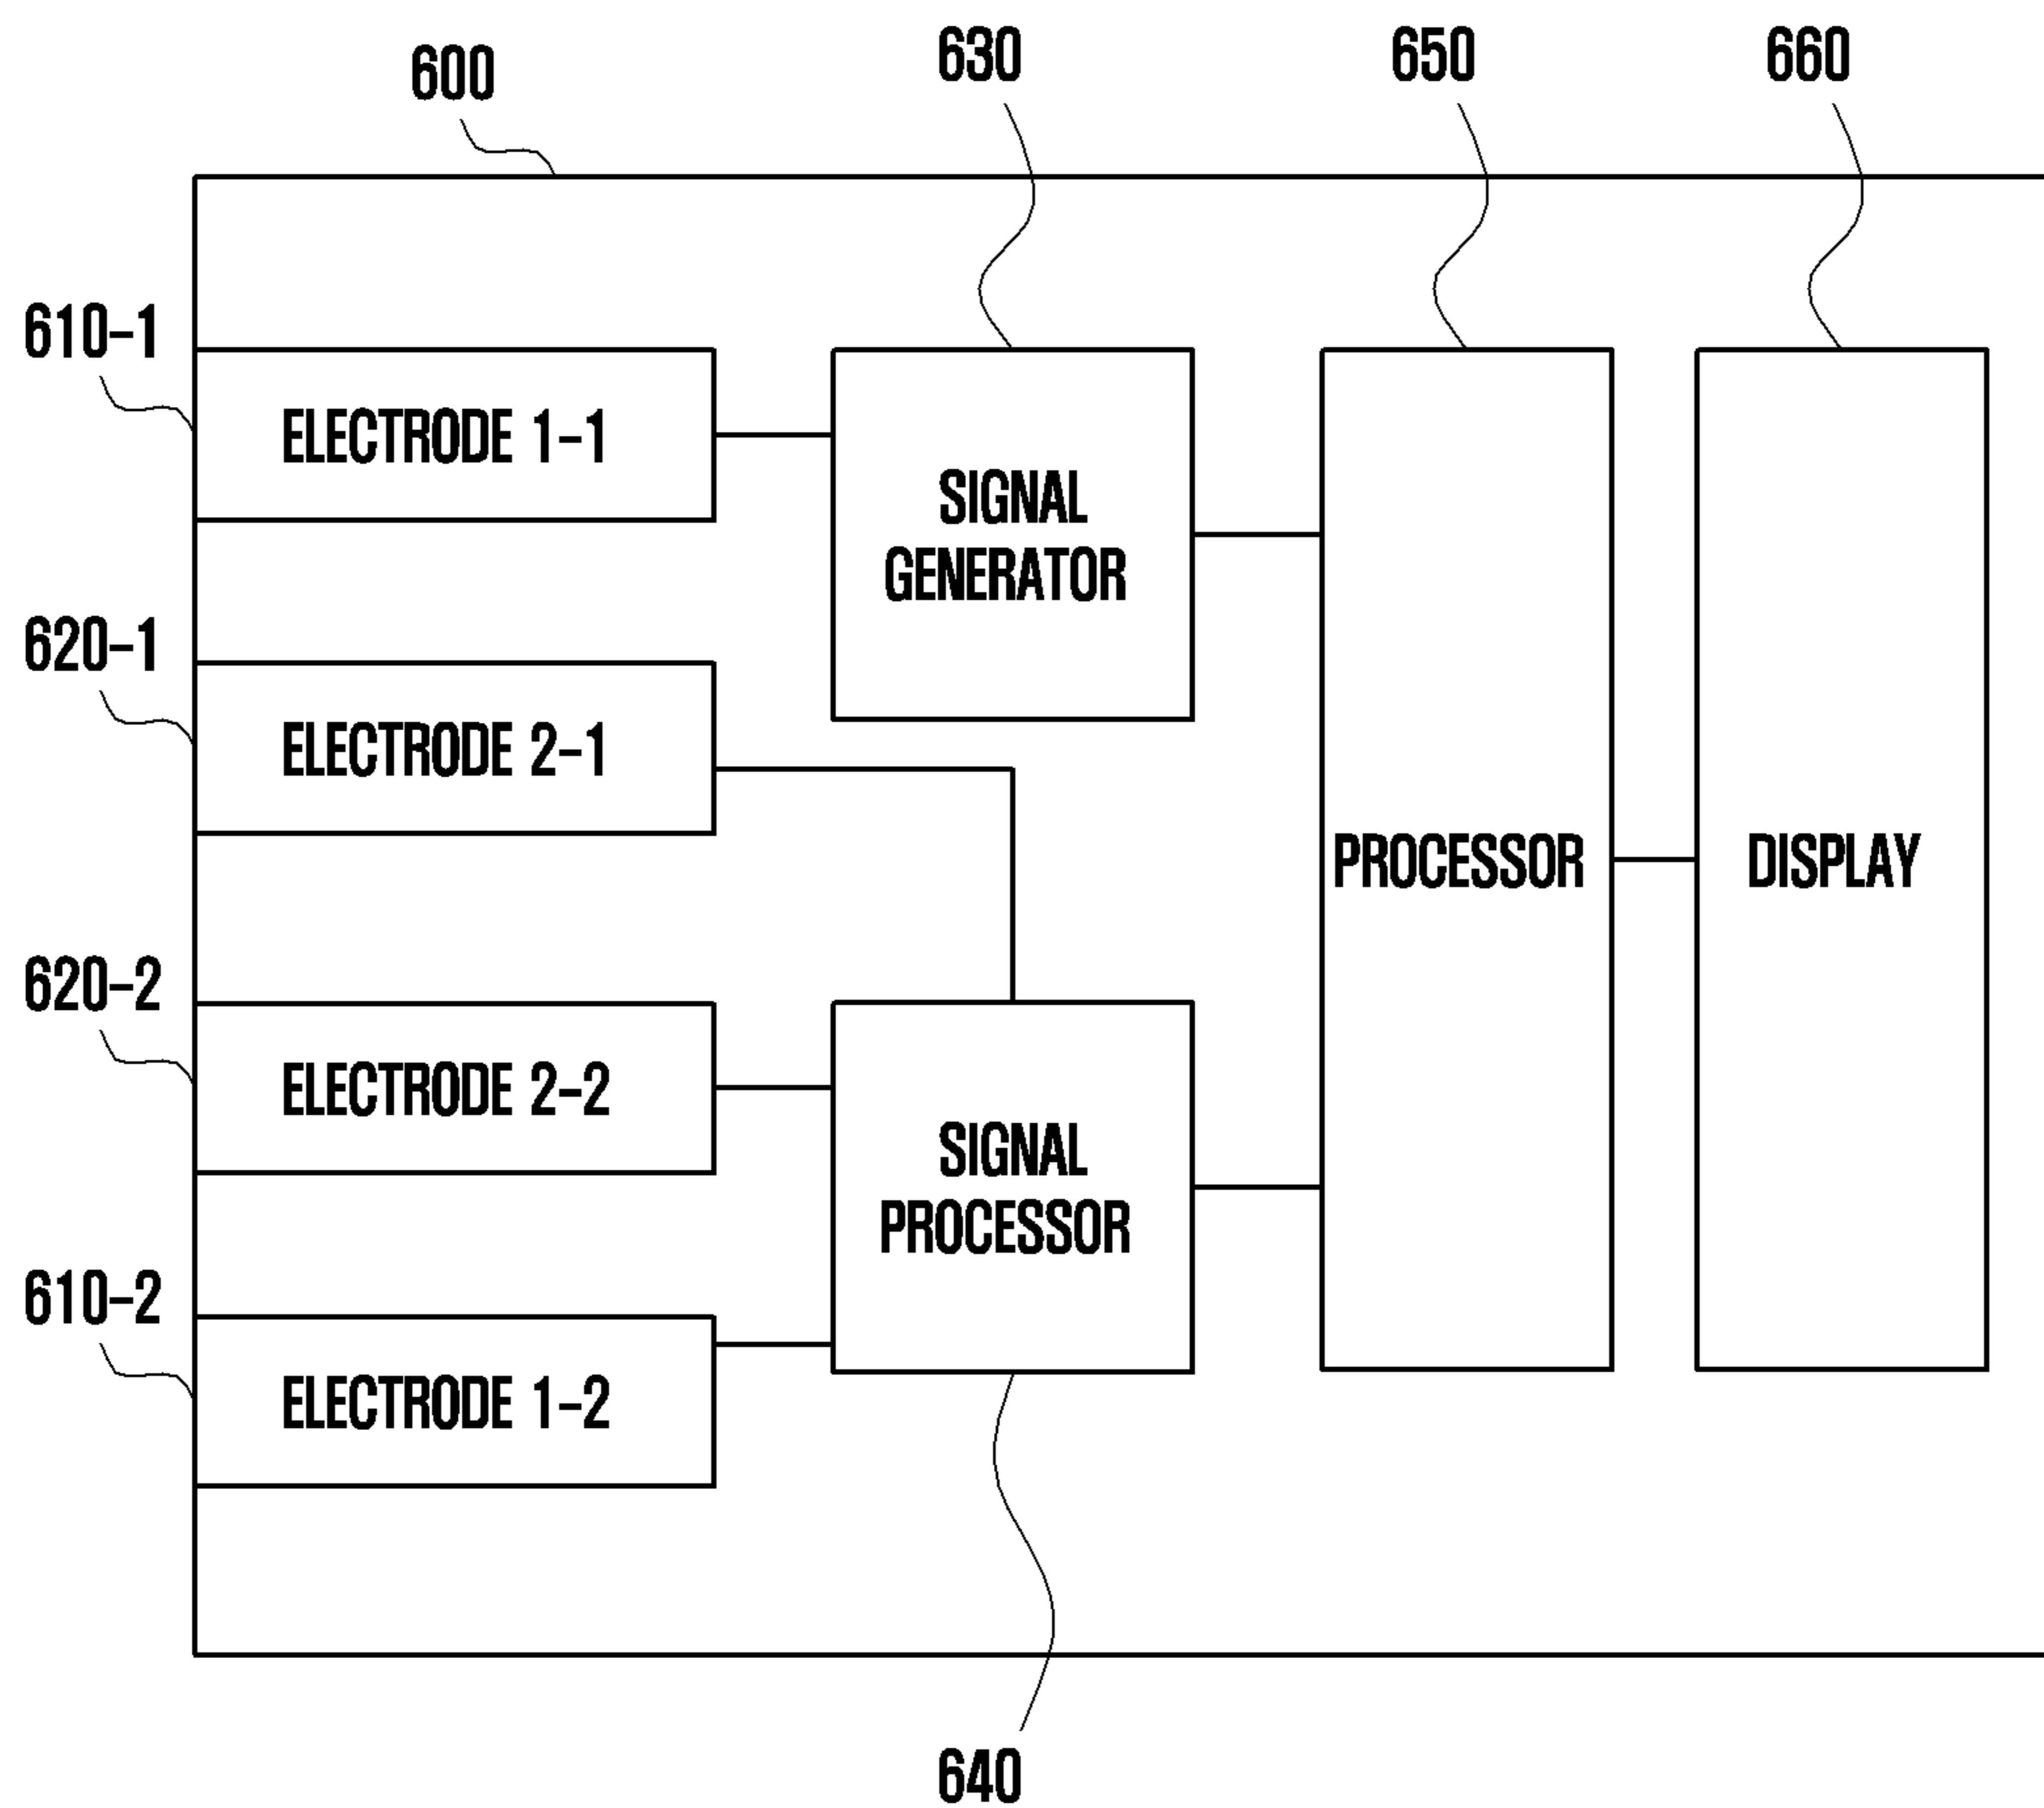 600
630
650
660
610-1
ELECTRODE 1-1
SIGNAL
GENERATOR
620-1
ELECTRODE 2-1
PROCESSOR
DISPLAY
620-2
ELECTRODE 2-2
SIGNAL
PROCESSOR
610-2
ELECTRODE 1-2
640